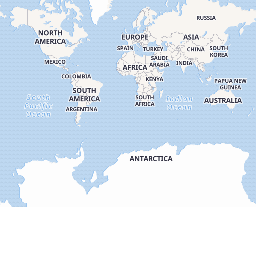 RUSSIA
NORTH
AMERICA
EUROPE
ASIA
SPAIN
TURKEY
CHINA
SOUTH
KOREA
MEXICO
SAUDI
ARABIA
INDIA
AFRICA
COLOMBIA
KENYA
PAPUA NEW
GUINEA
SOUTH
AMERICA
SOUTH
AFRICA
Indian
Ocean
AUSTRALIA
South
Pacific
Ocean
ARGENTINA
ANTARCTICA